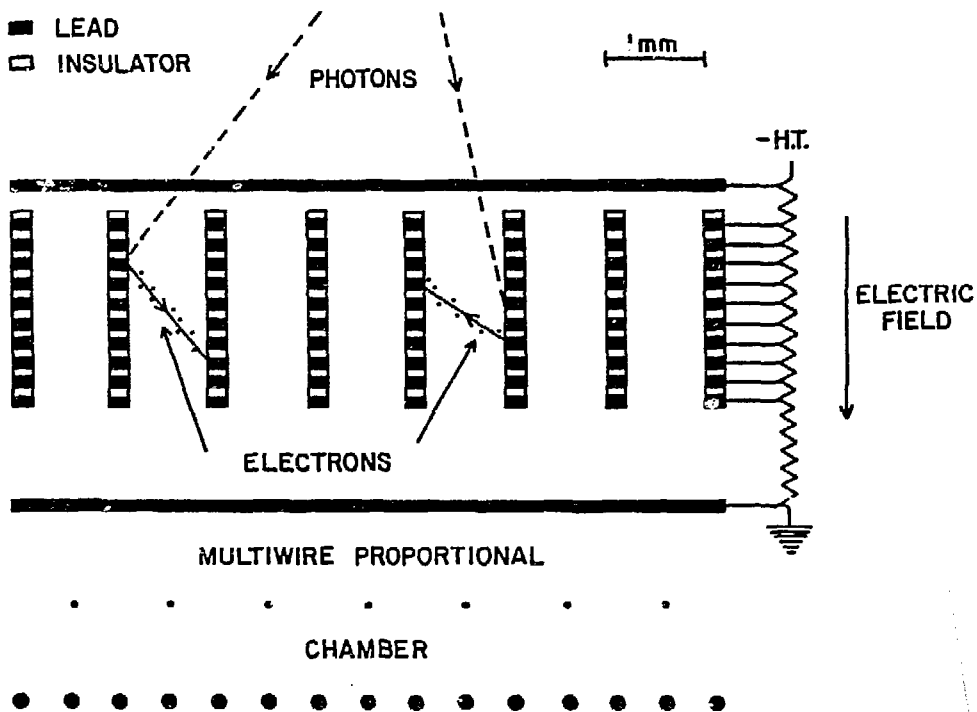 LEAD
INSULATOR
PHOTONS
1mm
-H.T.
ELECTRIC
FIELD
ELECTRONS
MULTIWIRE PROPORTIONAL
CHAMBER